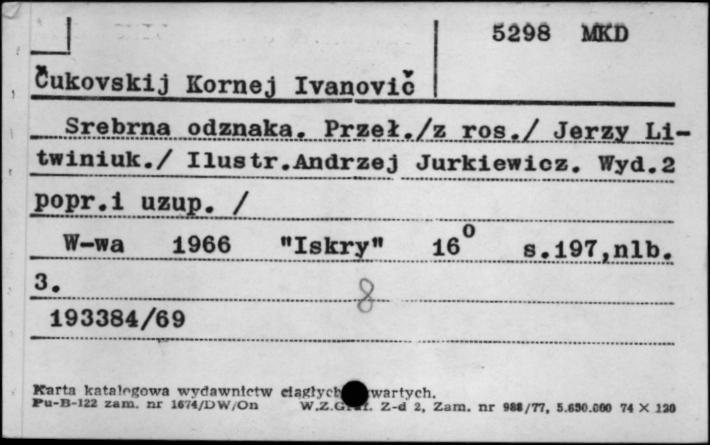 5298 MKD
Čukovskij Kornej Ivanovič
Srebrna odznaka. Przeł./z ros./ Jerzy Li-
twiniuk./ Ilustr.Andrzej Jurkiewicz. Wyd.2
popr.i uzup. /
W-wa 1966 "Iskry" 16° s.197,nlb.
3.
8
193384/69
Karta katalogowa wydawnictw ciągłych wartych.
Pu-B-122 zam. nr 1674/DW/On W.Z.Graf. Z-d 2, Zam. nr 988/77, 5.650.000 74 × 120